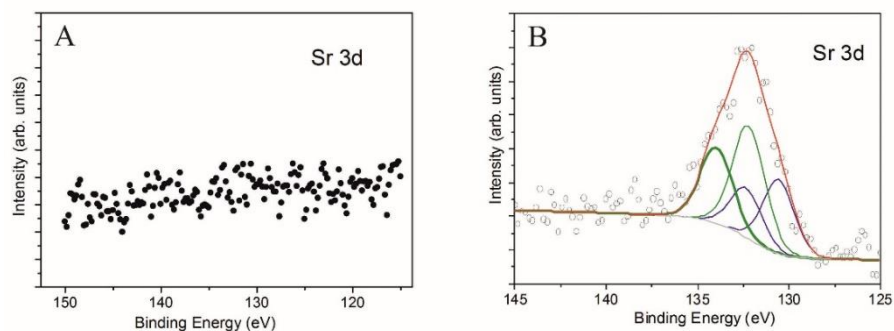 A
Sr 3d
Intensity (arb. units)
150 140 130 120
Binding Energy (eV)
B
Sr 3d
Intensity (arb. units)
145 140 135 130 125
Binding Energy (eV)